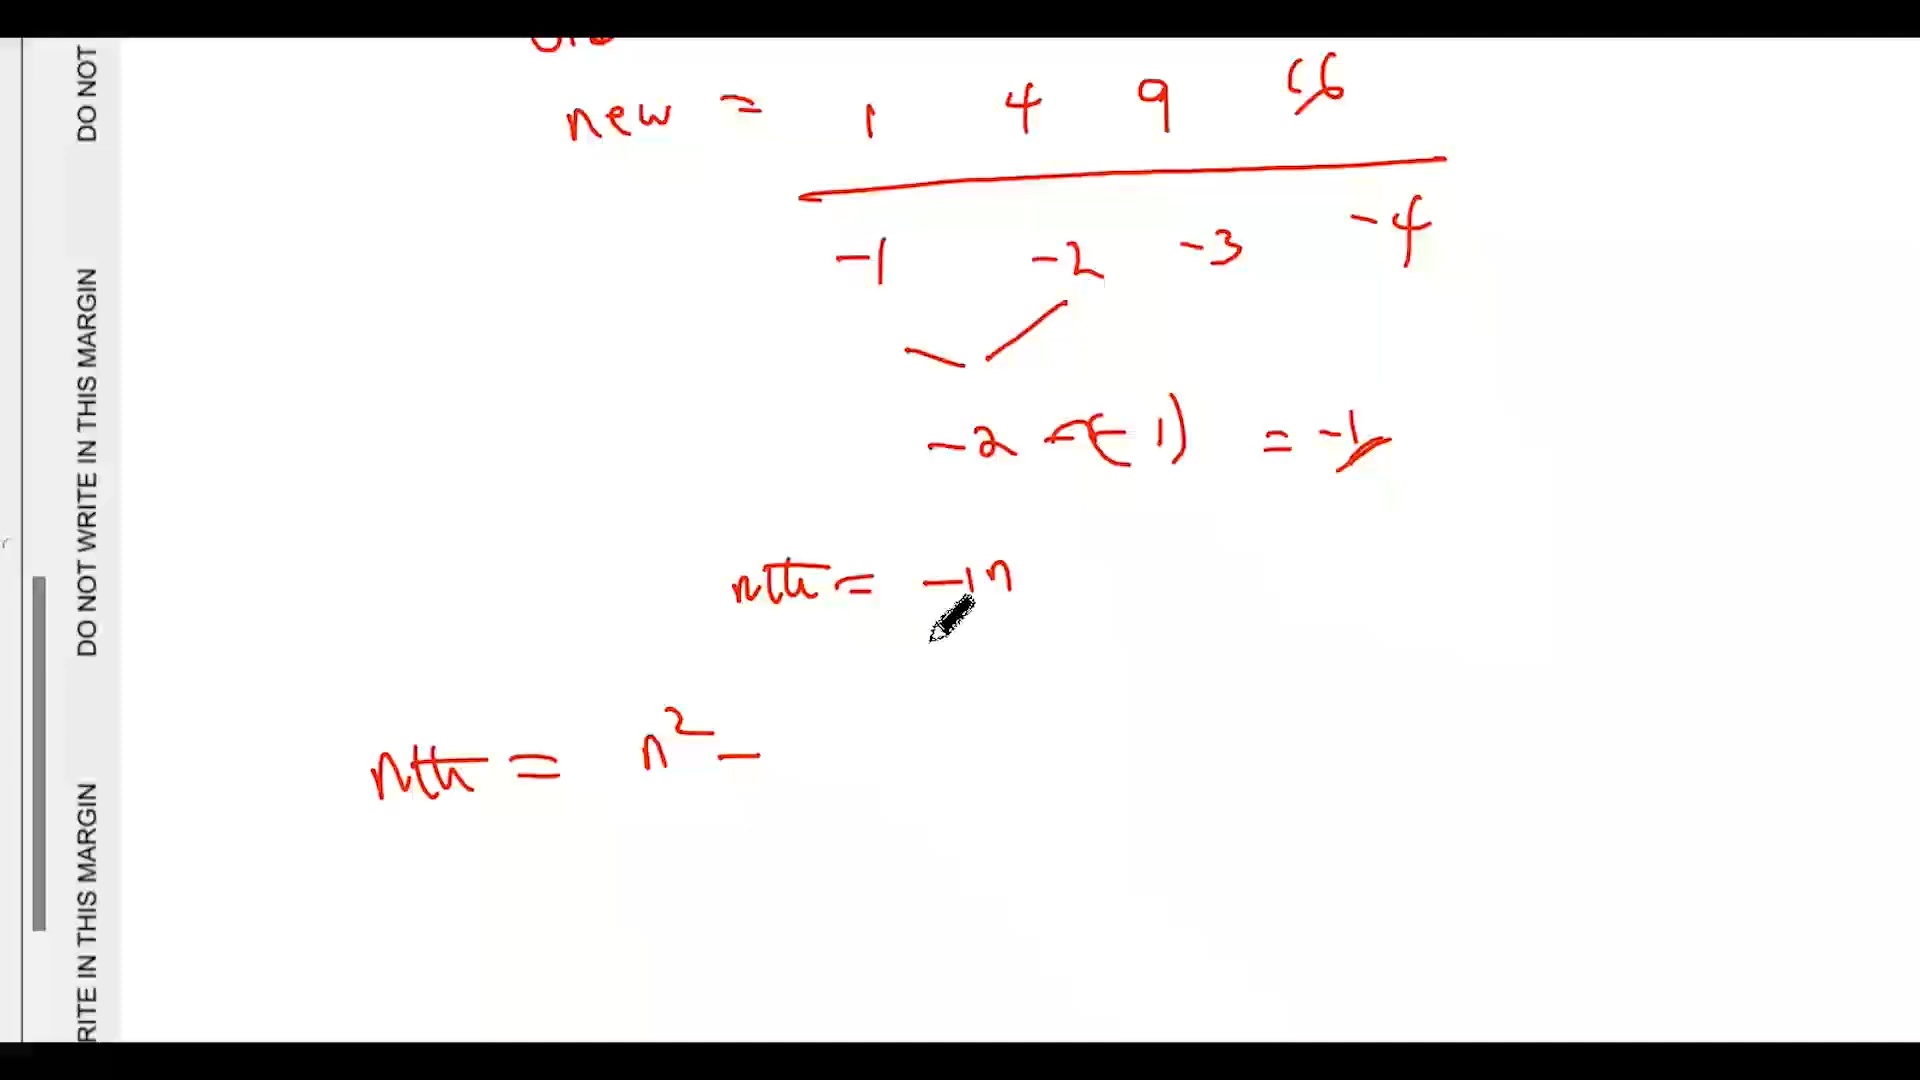 new = 1 4 9 16
-1 -2 -3 -4
-2 -(-1) = -1
nth = -1n
nth = n² -
DO NOT
DO NOT WRITE IN THIS MARGIN
RITE IN THIS MARGIN